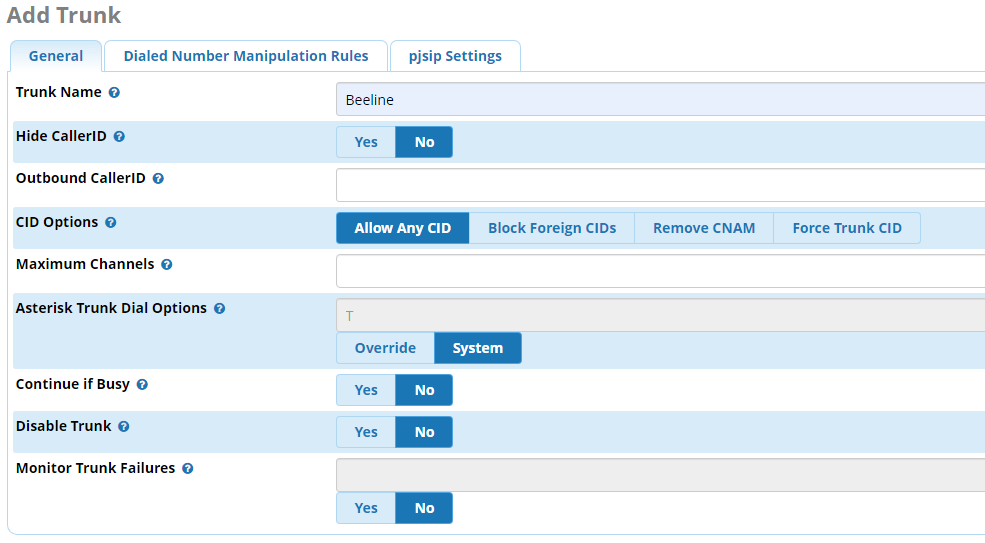 Add Trunk
General
Dialed Number Manipulation Rules
pjsip Settings
Trunk Name
Beeline
Hide CallerID
Yes
No
Outbound CallerID
CID Options
Allow Any CID
Block Foreign CIDs
Remove CNAM
Force Trunk CID
Maximum Channels
Asterisk Trunk Dial Options
T
Override
System
Continue if Busy
Yes
No
Disable Trunk
Yes
No
Monitor Trunk Failures
Yes
No